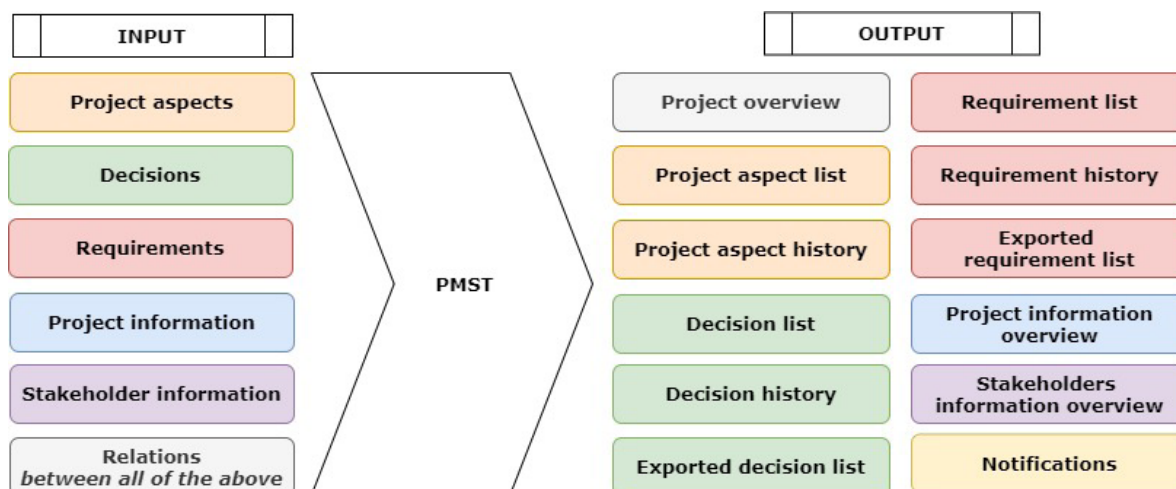 INPUT
Project aspects
Decisions
Requirements
Project information
Stakeholder information
Relations
between all of the above
PMST
OUTPUT
Project overview
Project aspect list
Project aspect history
Decision list
Decision history
Exported decision list
Requirement list
Requirement history
Exported
requirement list
Project information
overview
Stakeholders
information overview
Notifications